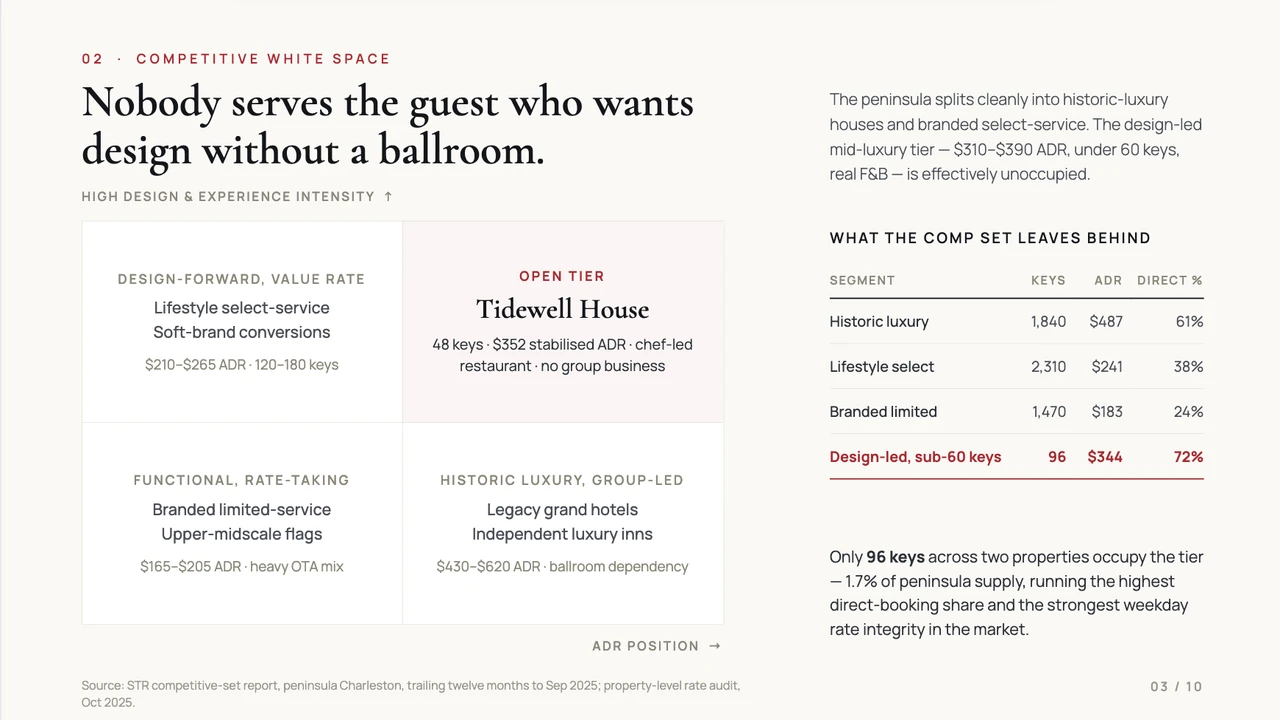 02 · COMPETITIVE WHITE SPACE
Nobody serves the guest who wants
design without a ballroom.
HIGH DESIGN & EXPERIENCE INTENSITY ↑
DESIGN-FORWARD, VALUE RATE
Lifestyle select-service
Soft-brand conversions
$210–$265 ADR · 120–180 keys
OPEN TIER
Tidewell House
48 keys · $352 stabilised ADR · chef-led
restaurant · no group business
FUNCTIONAL, RATE-TAKING
Branded limited-service
Upper-midscale flags
$165–$205 ADR · heavy OTA mix
HISTORIC LUXURY, GROUP-LED
Legacy grand hotels
Independent luxury inns
$430–$620 ADR · ballroom dependency
ADR POSITION →
The peninsula splits cleanly into historic-luxury
houses and branded select-service. The design-led
mid-luxury tier — $310–$390 ADR, under 60 keys,
real F&B — is effectively unoccupied.
WHAT THE COMP SET LEAVES BEHIND
SEGMENT KEYS ADR DIRECT %
Historic luxury 1,840 $487 61%
Lifestyle select 2,310 $241 38%
Branded limited 1,470 $183 24%
Design-led, sub-60 keys 96 $344 72%
Only 96 keys across two properties occupy the tier
— 1.7% of peninsula supply, running the highest
direct-booking share and the strongest weekday
rate integrity in the market.
Source: STR competitive-set report, peninsula Charleston, trailing twelve months to Sep 2025; property-level rate audit,
Oct 2025.
03 / 10